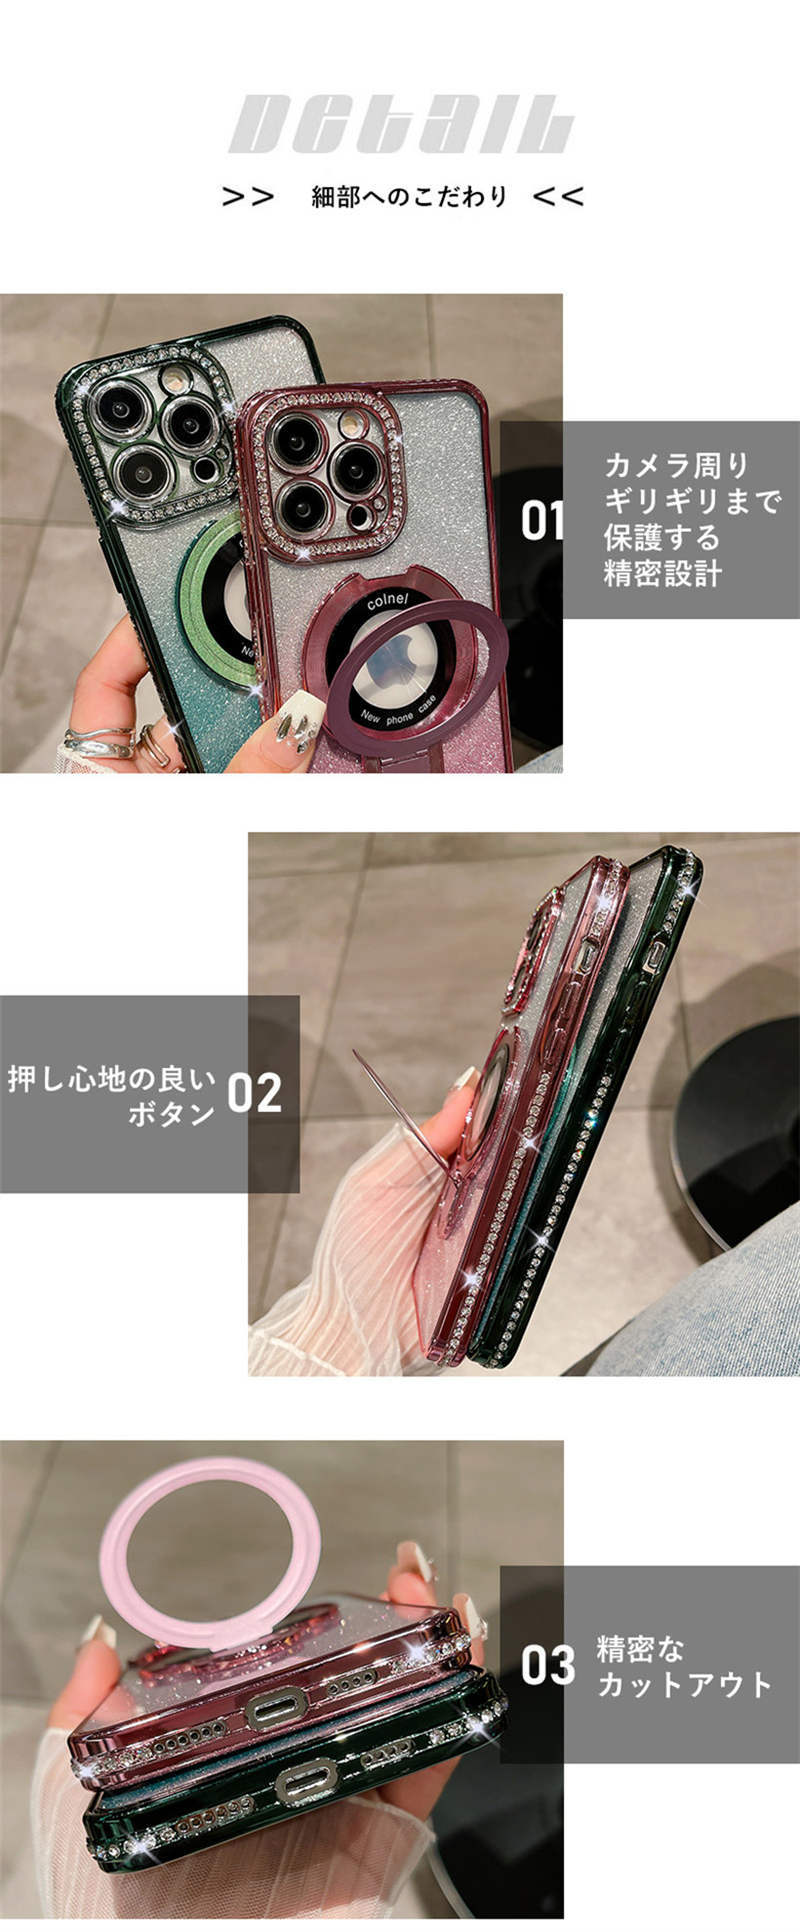 Detail
>> 細部へのこだわり <<
01
カメラ周り
ギリギリまで
保護する
精密設計
colnel
New phone case
Ne
押し心地の良い
ボタン
02
03
精密な
カットアウト